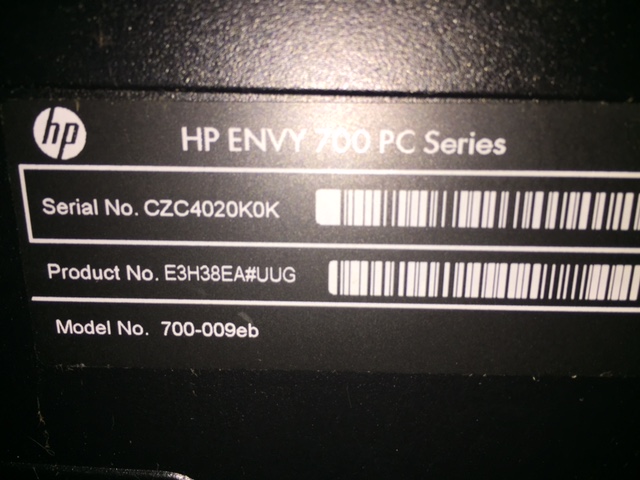 hp
HP ENVY 700 PC Series
Serial No. CZC4020K0K
Product No. E3H38EA#UUG
Model No. 700-009eb